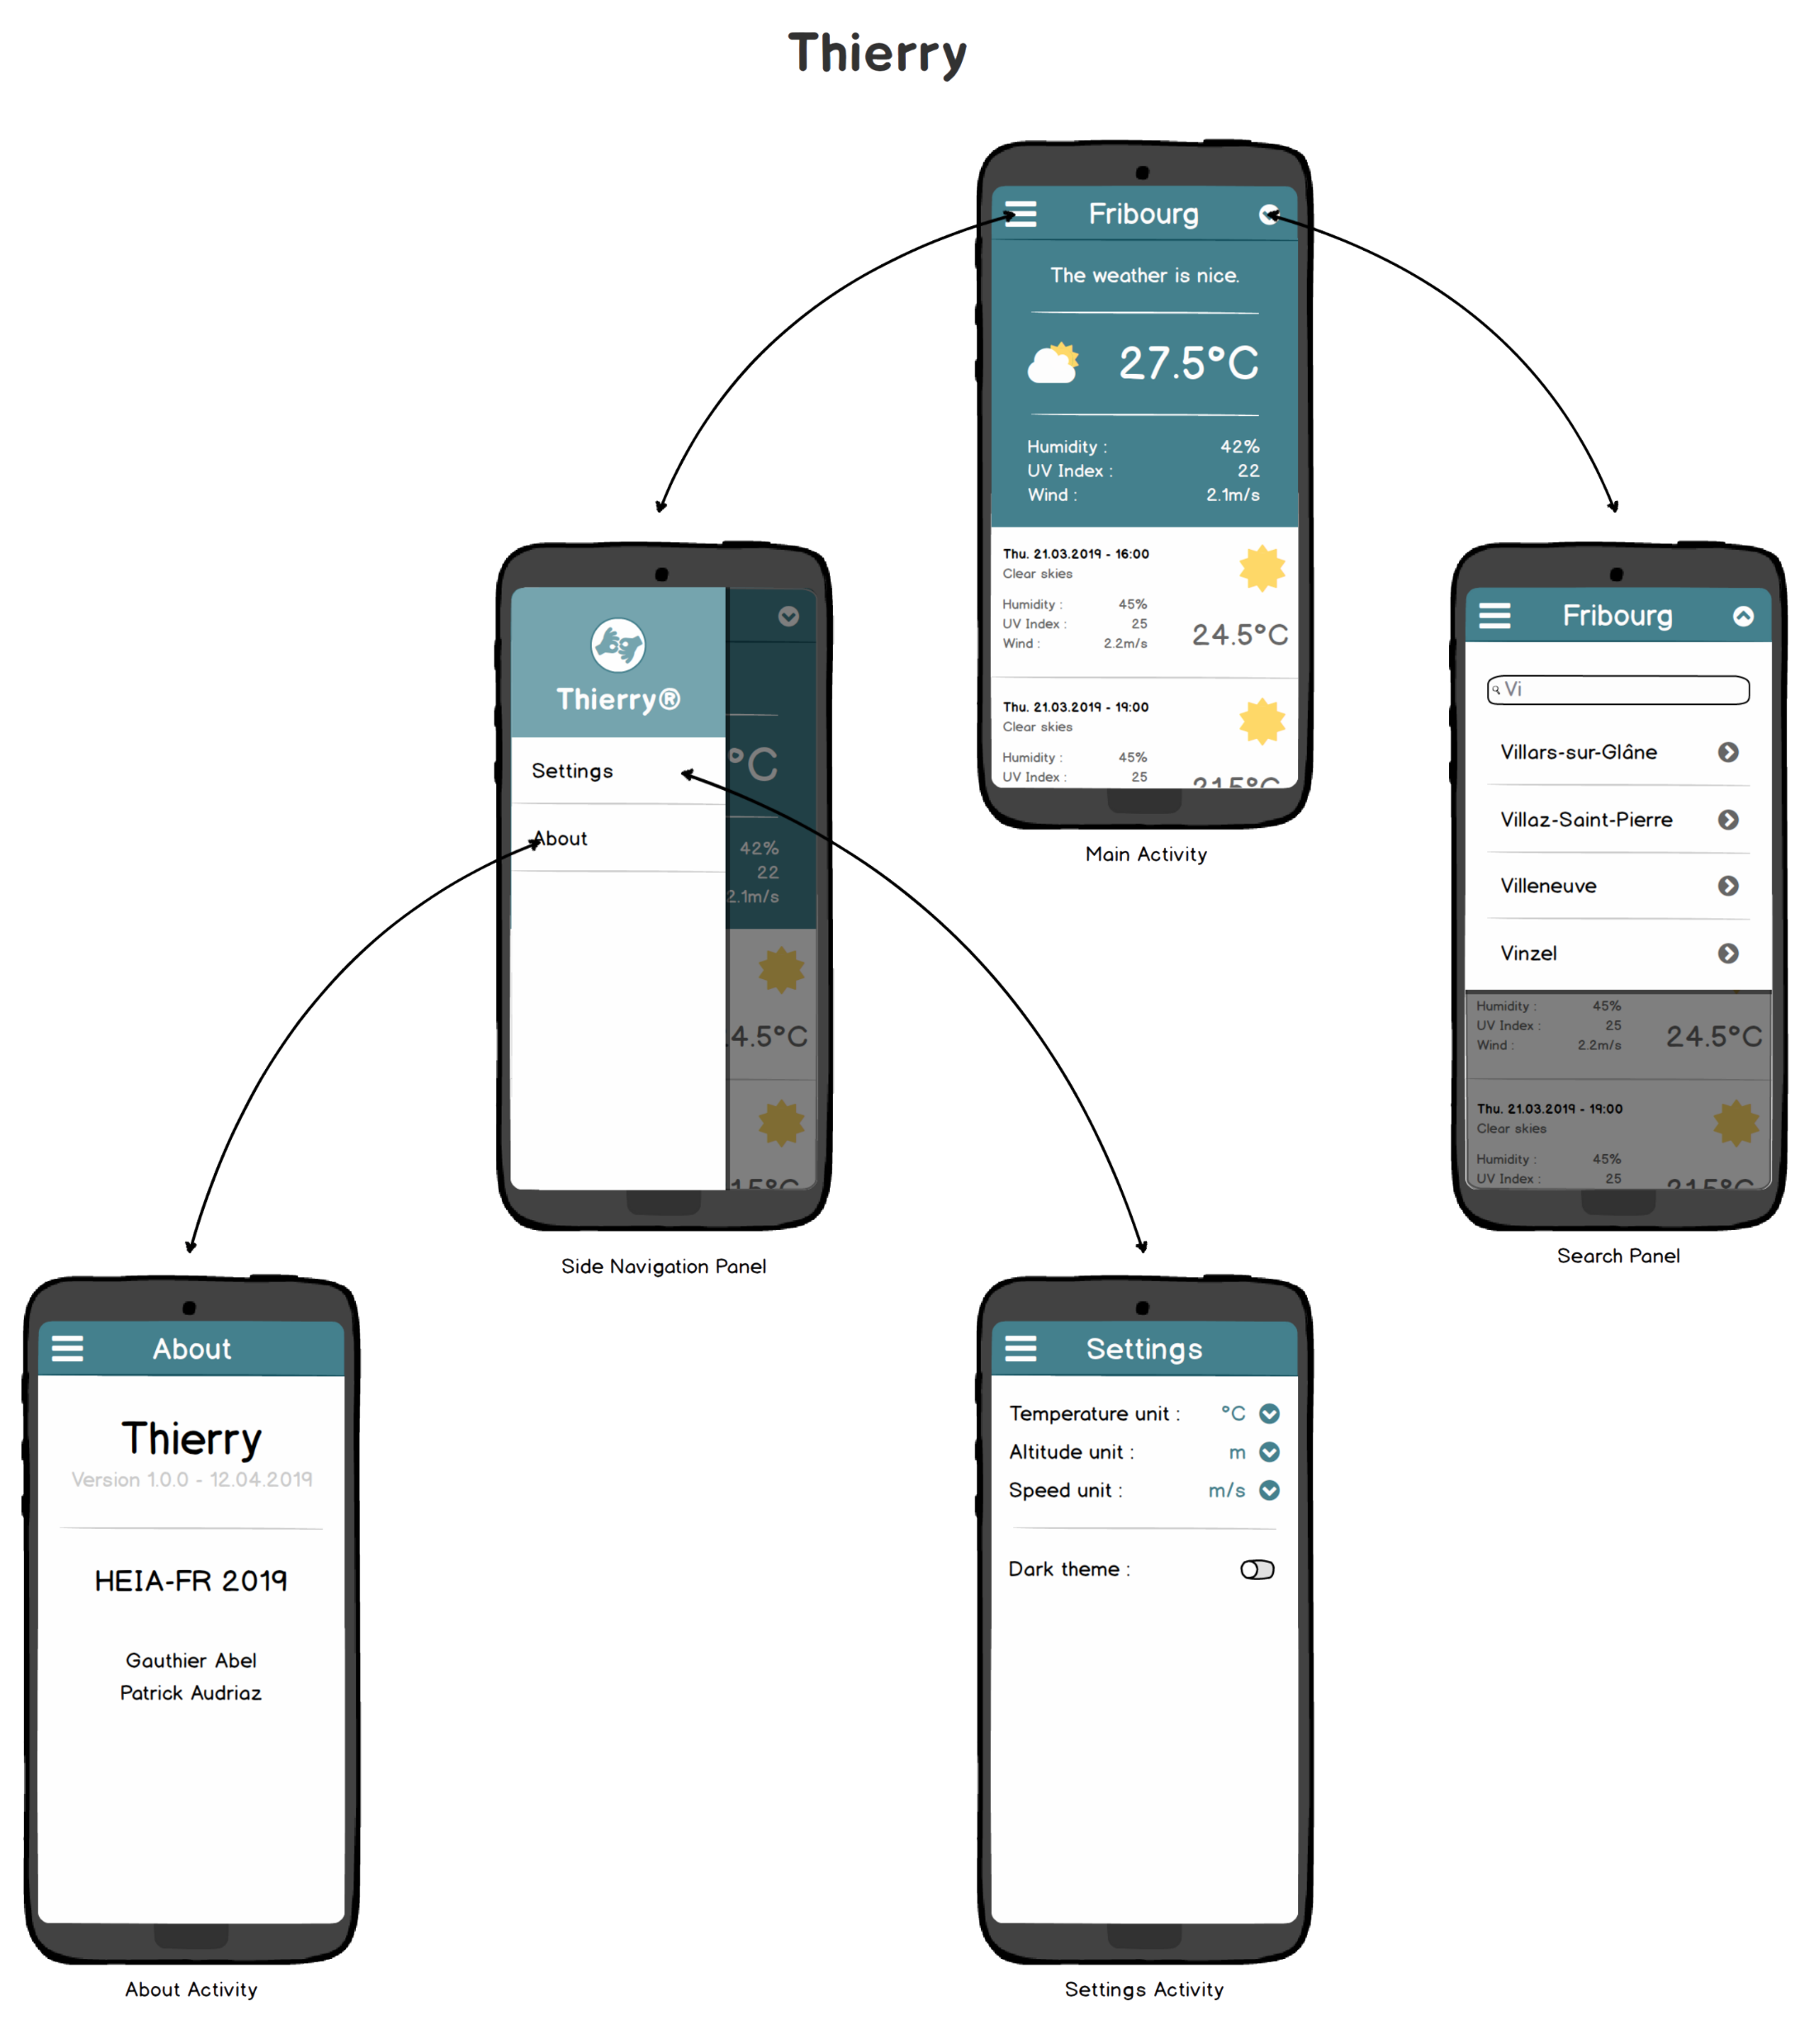 Thierry
Fribourg
The weather is nice.
27.5°C
Humidity : 42%
UV Index : 22
Wind : 2.1m/s
Thu. 21.03.2019 - 16:00
Clear skies
Humidity : 45%
UV Index : 25
Wind : 2.2m/s
24.5°C
Thu. 21.03.2019 - 19:00
Clear skies
Humidity : 45%
UV Index : 25
21.5°C
Main Activity
Thierry®
Settings
About
°C
42%
22
2.1m/s
4.5°C
1.5°C
Side Navigation Panel
Fribourg
Vi
Villars-sur-Glâne
Villaz-Saint-Pierre
Villeneuve
Vinzel
Humidity : 45%
UV Index : 25
Wind : 2.2m/s
24.5°C
Thu. 21.03.2019 - 19:00
Clear skies
Humidity : 45%
UV Index : 25
21.5°C
Search Panel
About
Thierry
Version 1.0.0 - 12.04.2019
HEIA-FR 2019
Gauthier Abel
Patrick Audriaz
About Activity
Settings
Temperature unit : °C
Altitude unit : m
Speed unit : m/s
Dark theme :
Settings Activity